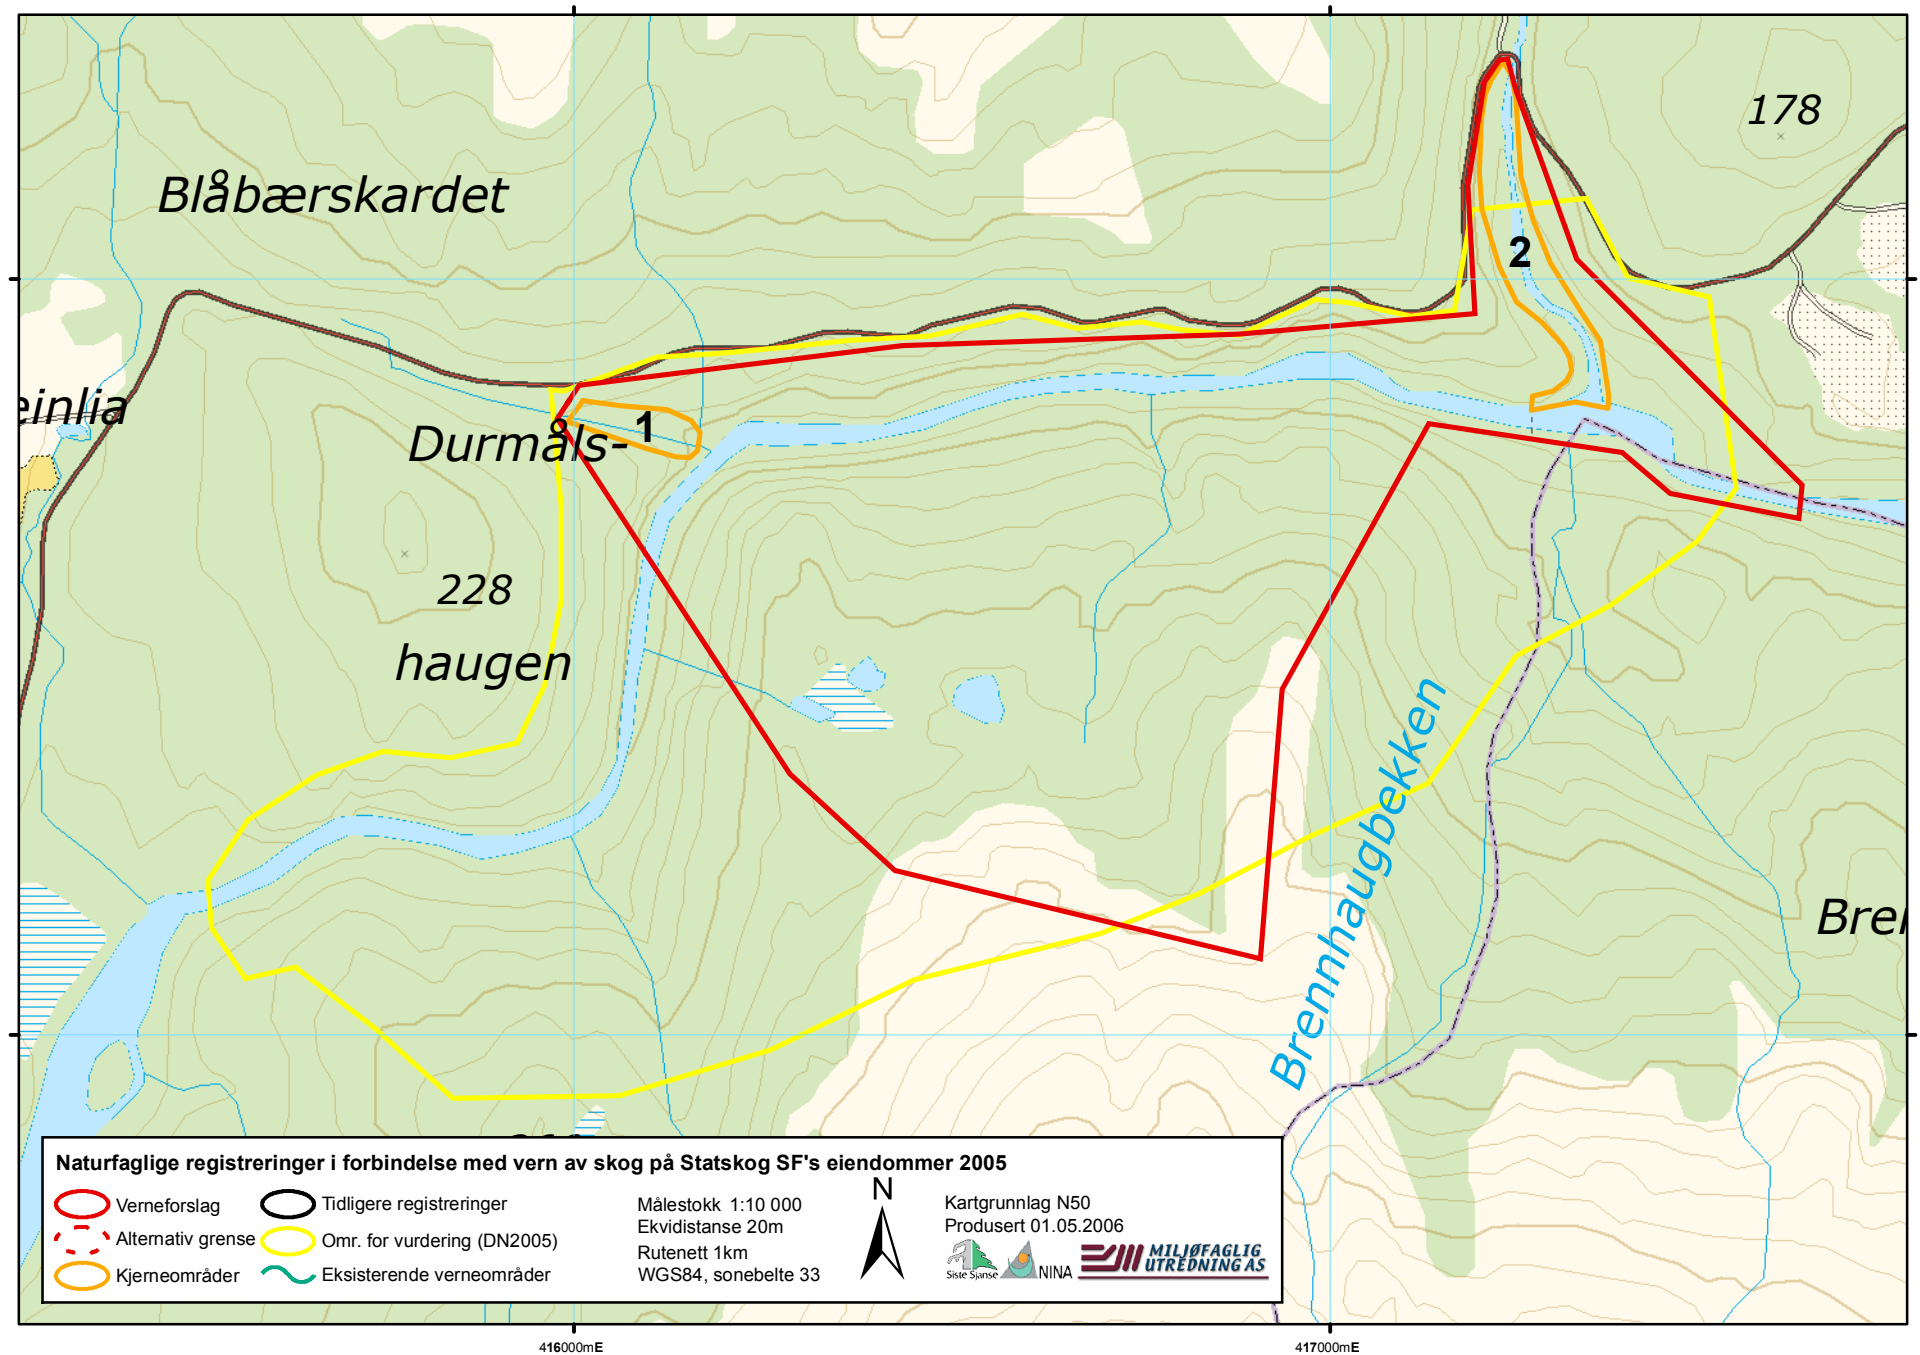 178
Blåbærskardet
2
einlia
1
Durmåls-
228
haugen
Brennhaugbekken
Bren
Naturfaglige registreringer i forbindelse med vern av skog på Statskog SF's eiendommer 2005
Verneforslag
Alternativ grense
Kjerneområder
Tidligere registreringer
Omr. for vurdering (DN2005)
Eksisterende verneområder
Målestokk 1:10 000
Ekvidistanse 20m
Rutenett 1km
WGS84, sonebelte 33
N
Kartgrunnlag N50
Produsert 01.05.2006
Siste Sjanse
NINA
MILJØFAGLIG
UTREDNING AS
416000mE
417000mE